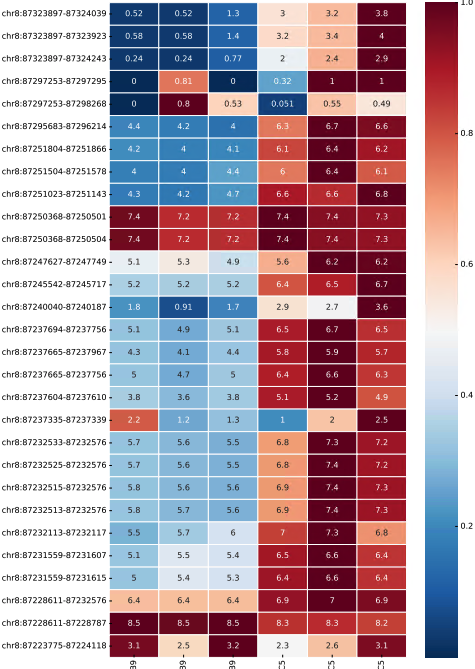 chr8:87323897-87324039 0.52 0.52 1.3 3 3.2 3.8
chr8:87323897-87323923 0.58 0.58 1.4 3.2 3.4 4
chr8:87323897-87324243 0.24 0.24 0.77 2 2.4 2.9
chr8:87297253-87297295 0 0.81 0 0.32 1 1
chr8:87297253-87298268 0 0.8 0.53 0.051 0.55 0.49
chr8:87295683-87296214 4.4 4.2 4 6.3 6.7 6.6
chr8:87251804-87251866 4.2 4 4.1 6.1 6.4 6.2
chr8:87251504-87251578 4 4 4.4 6 6.4 6.1
chr8:87251023-87251143 4.3 4.2 4.7 6.6 6.6 6.8
chr8:87250368-87250501 7.4 7.2 7.2 7.4 7.4 7.3
chr8:87250368-87250504 7.4 7.2 7.2 7.4 7.4 7.3
chr8:87247627-87247749 5.1 5.3 4.9 5.6 6.2 6.2
chr8:87245542-87245717 5.2 5.2 5.2 6.4 6.5 6.7
chr8:87240040-87240187 1.8 0.91 1.7 2.9 2.7 3.6
chr8:87237694-87237756 5.1 4.9 5.1 6.5 6.7 6.5
chr8:87237665-87237967 4.3 4.1 4.4 5.8 5.9 5.7
chr8:87237665-87237756 5 4.7 5 6.4 6.6 6.3
chr8:87237604-87237610 3.8 3.6 3.8 5.1 5.2 4.9
chr8:87237335-87237339 2.2 1.2 1.3 1 2 2.5
chr8:87232533-87232576 5.7 5.6 5.5 6.8 7.3 7.2
chr8:87232525-87232576 5.7 5.6 5.5 6.8 7.4 7.2
chr8:87232515-87232576 5.8 5.6 5.6 6.9 7.4 7.3
chr8:87232513-87232576 5.8 5.6 5.6 6.9 7.4 7.3
chr8:87232113-87232117 5.5 5.7 6 7 7.3 6.8
chr8:87231559-87231607 5.1 5.5 5.4 6.5 6.6 6.4
chr8:87231559-87231615 5 5.4 5.3 6.4 6.6 6.4
chr8:87228611-87232576 6.4 6.4 6.4 6.9 7 6.9
chr8:87228611-87228787 8.5 8.5 8.5 8.3 8.3 8.2
chr8:87223775-87224118 3.1 2.5 3.2 2.3 2.6 3.1
1.0
0.8
0.6
0.4
0.2